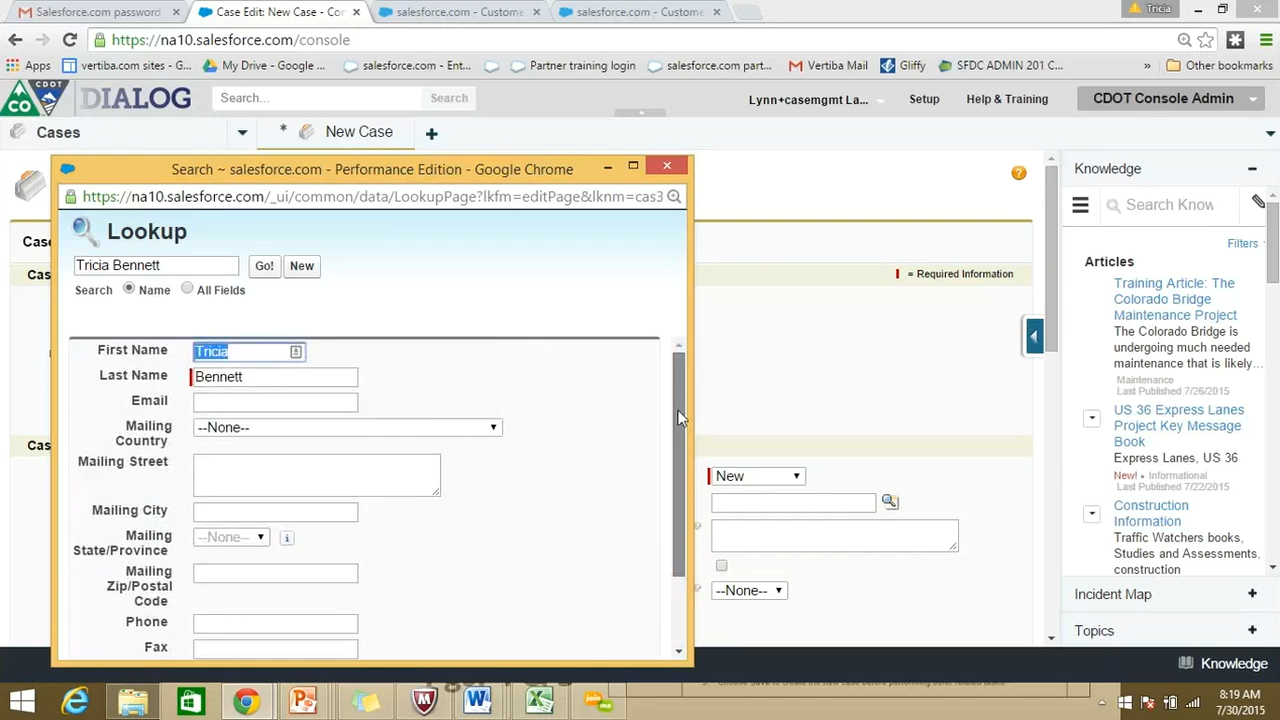 Salesforce.com password
Case Edit: New Case - Cor
salesforce.com - Custome
salesforce.com - Custome
Tricia
https://na10.salesforce.com/console
Apps
vertiba.com sites - G...
My Drive - Google ...
salesforce.com - Ent...
Partner training login
salesforce.com part...
Vertiba Mail
Gliffy
SFDC ADMIN 201 C...
»
Other bookmarks
CO
CDOT
DIALOG
Search...
Search
Lynn+casemgmt La...
Setup
Help & Training
CDOT Console Admin
Cases
* New Case
Search ~ salesforce.com - Performance Edition - Google Chrome
https://na10.salesforce.com/_ui/common/data/LookupPage?lkfm=editPage&lknm=cas3
Lookup
Tricia Bennett
Go!
New
Search
Name
All Fields
First Name
Tricia
Last Name
Bennett
Email
Mailing
Country
--None--
Mailing Street
Mailing City
Mailing
State/Province
--None--
Mailing
Zip/Postal
Code
Phone
Fax
Cas
Cas
Cas
= Required Information
New
--None--
Knowledge
Search Know
Filters
Articles
Training Article: The
Colorado Bridge
Maintenance Project
The Colorado Bridge is
undergoing much needed
maintenance that is likely...
Maintenance
Last Published 7/26/2015
US 36 Express Lanes
Project Key Message
Book
Express Lanes, US 36
New! • Informational
Last Published 7/22/2015
Construction
Information
Traffic Watchers books,
Studies and Assessments,
construction
Incident Map
Topics
Knowledge
join.me
8:19 AM
7/30/2015